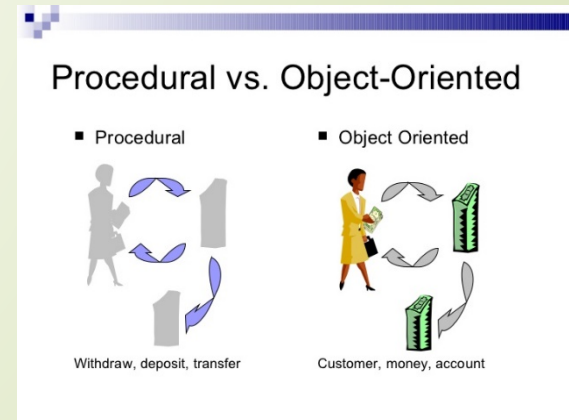 Procedural vs. Object-Oriented
Procedural
Object Oriented
Withdraw, deposit, transfer
Customer, money, account